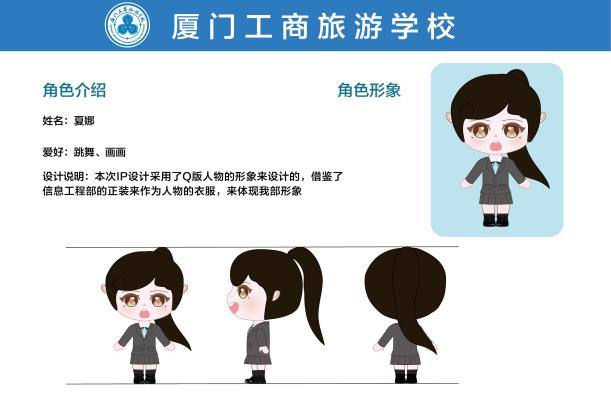 厦门工商旅游学校
角色介绍
角色形象
姓名：夏娜
爱好：跳舞、画画
设计说明：本次IP设计采用了Q版人物的形象来设计的，借鉴了
信息工程部的正装来作为人物的衣服，来体现我部形象